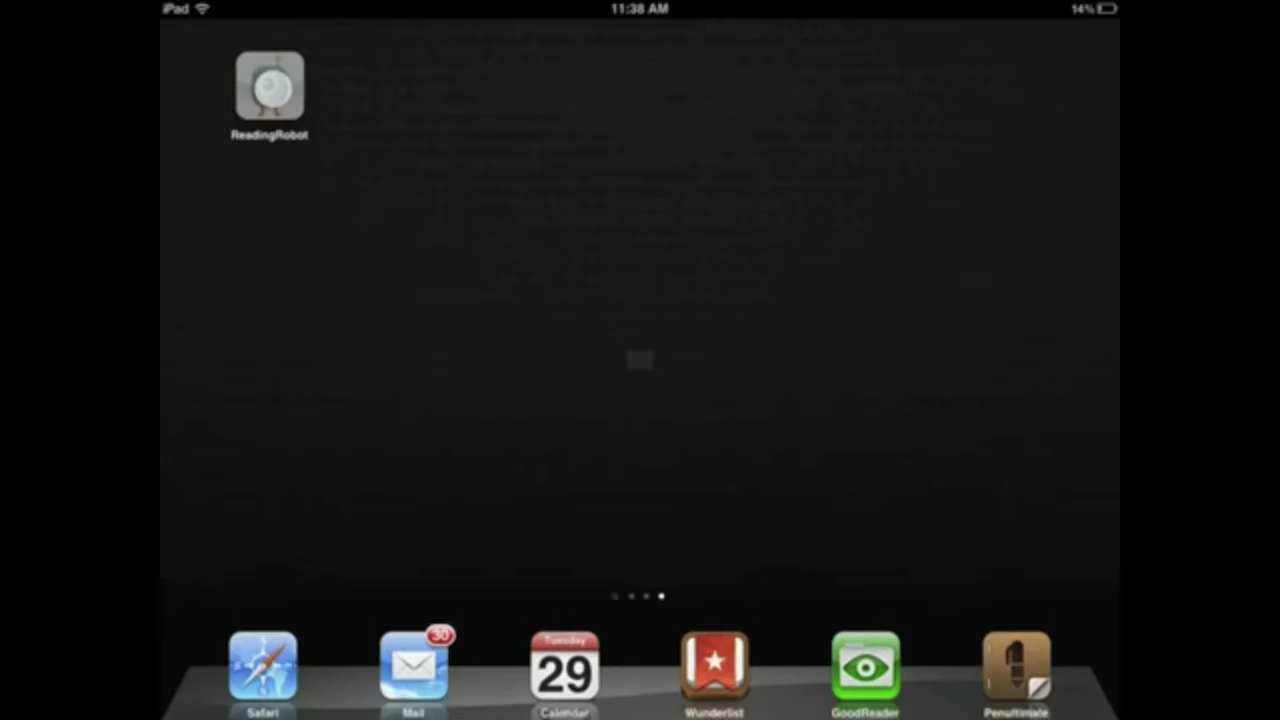 iPad 11:38 AM 14%
ReadingRobot
30
Tuesday
29
Safari Mail Calendar Wunderlist GoodReader Penultimate